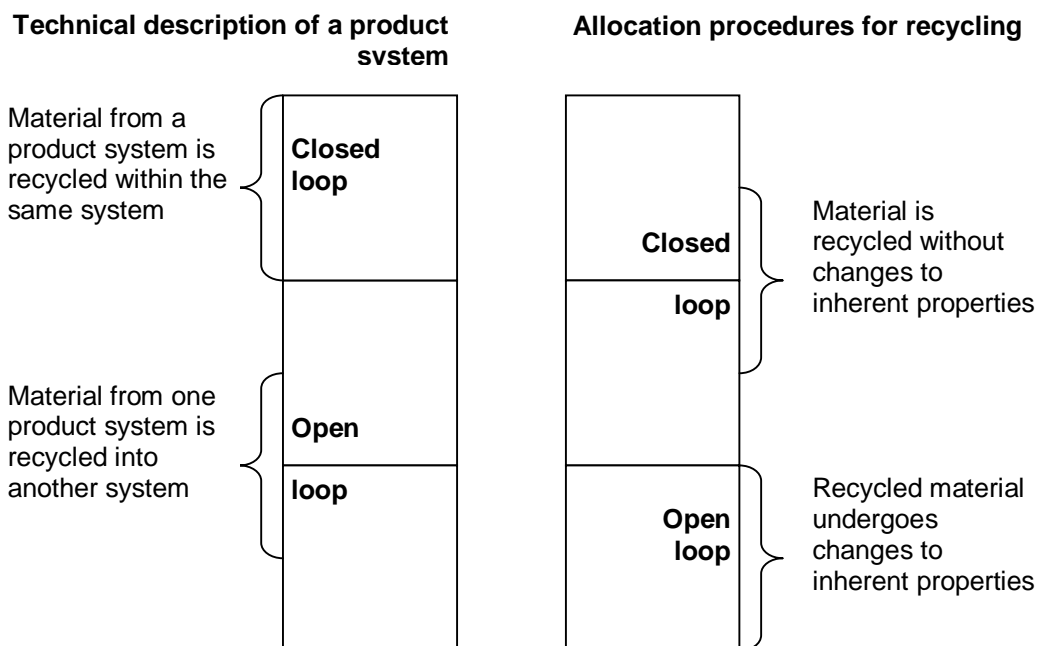 Technical description of a product
system
Allocation procedures for recycling
Material from a
product system is
recycled within the
same system
Closed
loop
Closed
loop
Material is
recycled without
changes to
inherent properties
Material from one
product system is
recycled into
another system
Open
loop
Open
loop
Recycled material
undergoes
changes to
inherent properties